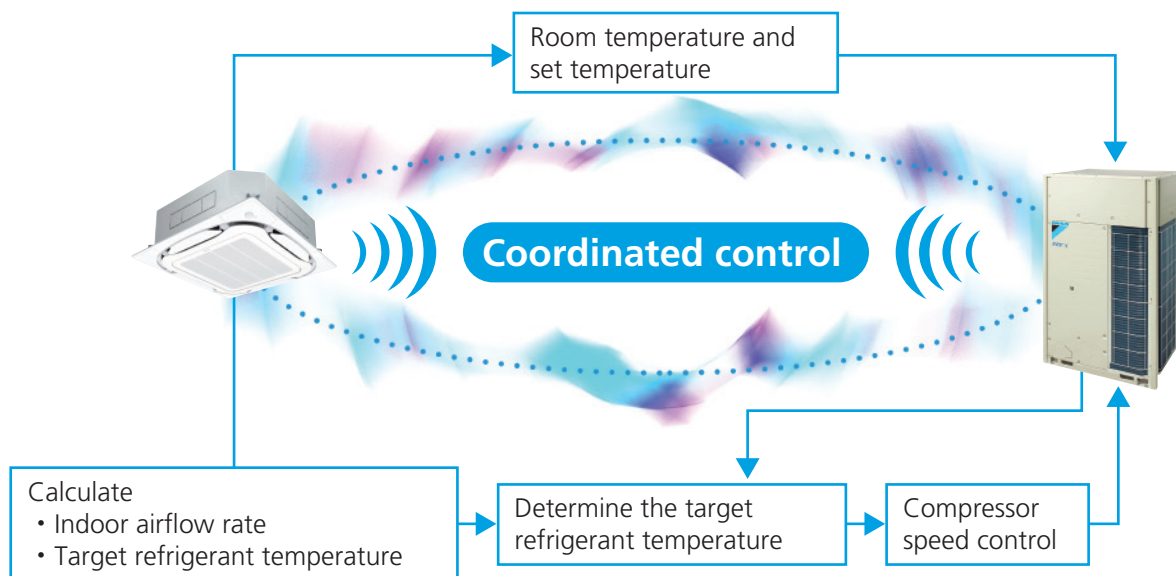 Room temperature and
set temperature
Coordinated control
Calculate
・Indoor airflow rate
・Target refrigerant temperature
Determine the target
refrigerant temperature
Compressor
speed control